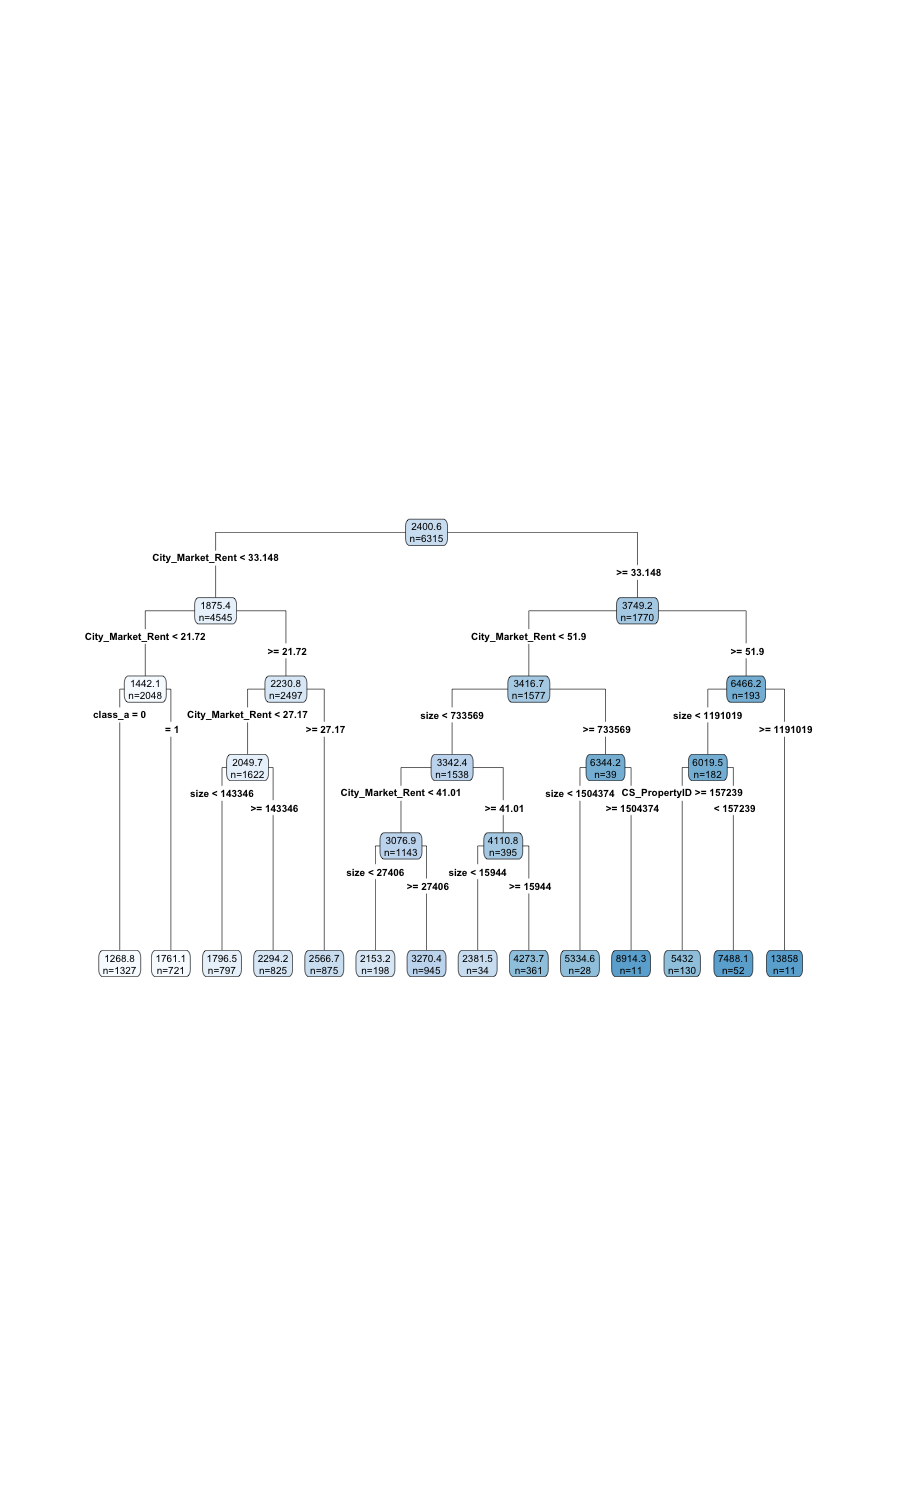 2400.6
n=6315
City_Market_Rent < 33.148
>= 33.148
1875.4
n=4545
3749.2
n=1770
City_Market_Rent < 21.72
>= 21.72
City_Market_Rent < 51.9
>= 51.9
1442.1
n=2048
2230.8
n=2497
3416.7
n=1577
6466.2
n=193
class_a = 0
= 1
City_Market_Rent < 27.17
>= 27.17
size < 733569
>= 733569
size < 1191019
>= 1191019
2049.7
n=1622
3342.4
n=1538
6344.2
n=39
6019.5
n=182
size < 143346
>= 143346
City_Market_Rent < 41.01
>= 41.01
size < 1504374
>= 1504374
CS_PropertyID >= 157239
< 157239
3076.9
n=1143
4110.8
n=395
size < 27406
>= 27406
size < 15944
>= 15944
1268.8
n=1327
1761.1
n=721
1796.5
n=797
2294.2
n=825
2566.7
n=875
2153.2
n=198
3270.4
n=945
2381.5
n=34
4273.7
n=361
5334.6
n=28
8914.3
n=11
5432
n=130
7488.1
n=52
13858
n=11